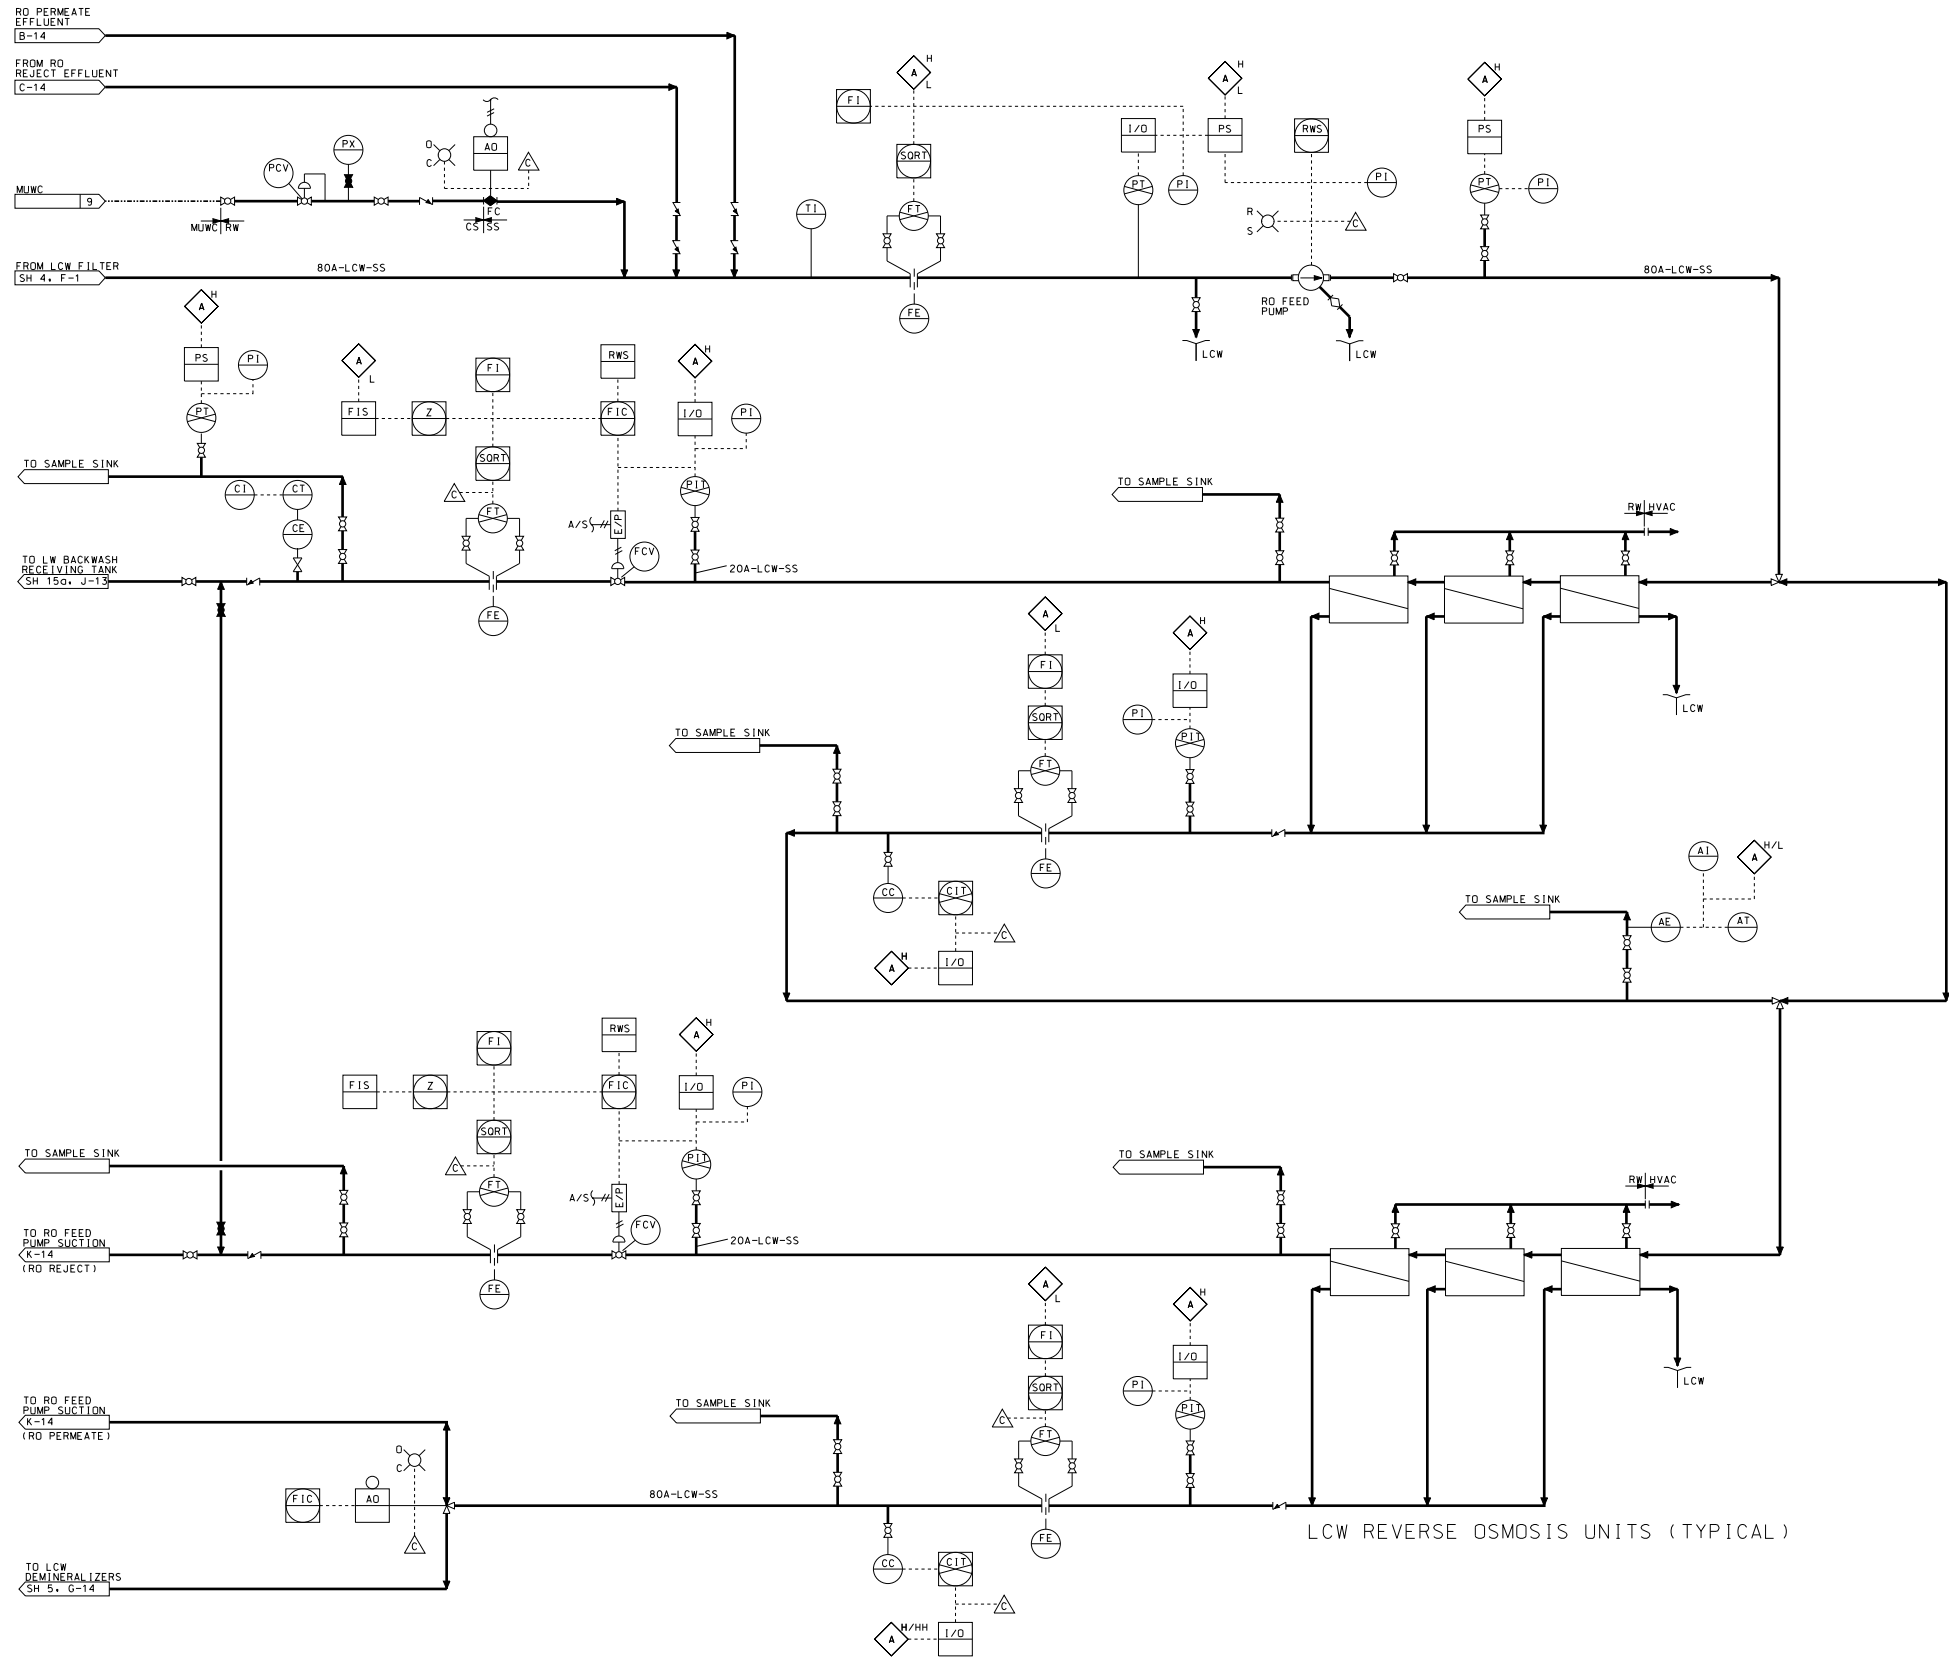 RO PERMEATE
EFFLUENT
B-14
FROM RO
REJECT EFFLUENT
C-14
MUWC
9
MUWC RW
PCV
PX
O
C
AO
C
FC
CS SS
FROM LCW FILTER
SH 4, F-1
80A-LCW-SS
TI
FI
A
H
L
SQRT
FT
FE
I/O
PT
PI
A
H
L
PS
RWS
PI
R
S
C
RO FEED
PUMP
LCW
LCW
A
H
PS
PT
PI
80A-LCW-SS
A
H
PS
PI
PT
TO SAMPLE SINK
CI
CT
CE
TO LW BACKWASH
RECEIVING TANK
SH 15a, J-13
A
L
FIS
Z
FI
SQRT
C
FT
FE
RWS
FIC
A/S
E/P
FCV
A
H
I/O
PI
PIT
20A-LCW-SS
TO SAMPLE SINK
RW HVAC
LCW
A
L
FI
SQRT
FT
FE
A
H
I/O
PI
PIT
TO SAMPLE SINK
CC
CIT
C
A
H
I/O
TO SAMPLE SINK
AE
AI
A
H/L
AT
FIS
Z
FI
SQRT
C
FT
FE
RWS
FIC
A/S
E/P
FCV
A
H
I/O
PI
PIT
20A-LCW-SS
TO SAMPLE SINK
TO RO FEED
PUMP SUCTION
K-14
(RO REJECT)
TO SAMPLE SINK
RW HVAC
LCW
A
L
FI
SQRT
C
FT
FE
A
H
I/O
PI
PIT
TO RO FEED
PUMP SUCTION
K-14
(RO PERMEATE)
O
C
FIC
AO
C
TO SAMPLE SINK
80A-LCW-SS
LCW REVERSE OSMOSIS UNITS (TYPICAL)
TO LCW
DEMINERALIZERS
SH 5, G-14
CC
CIT
C
A
H/HH
I/O